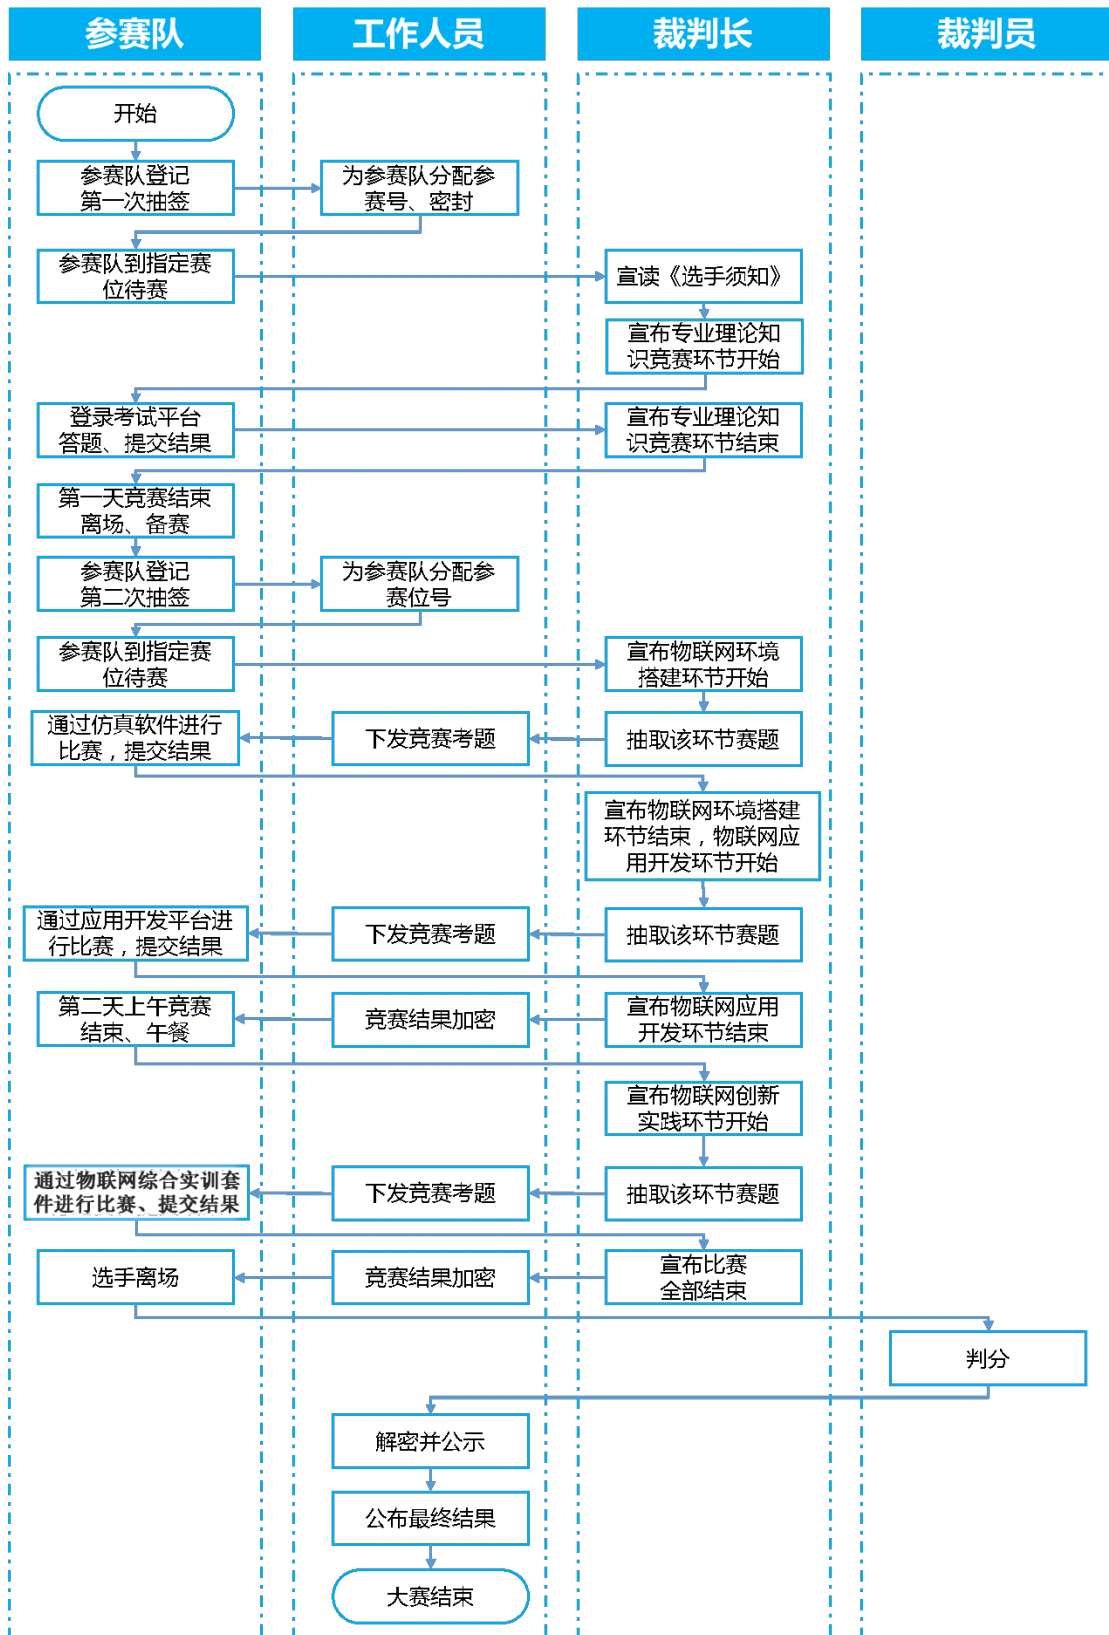 参赛队
工作人员
裁判长
裁判员
开始
参赛队登记
第一次抽签
为参赛队分配参
赛号、密封
参赛队到指定赛
位待赛
宣读《选手须知》
宣布专业理论知
识竞赛环节开始
登录考试平台
答题、提交结果
宣布专业理论知
识竞赛环节结束
第一天竞赛结束
离场、备赛
参赛队登记
第二次抽签
为参赛队分配参
赛位号
参赛队到指定赛
位待赛
宣布物联网环境
搭建环节开始
通过仿真软件进行
比赛，提交结果
下发竞赛考题
抽取该环节赛题
宣布物联网环境搭建
环节结束，物联网应
用开发环节开始
通过应用开发平台进
行比赛，提交结果
下发竞赛考题
抽取该环节赛题
第二天上午竞赛
结束、午餐
竞赛结果加密
宣布物联网应用
开发环节结束
宣布物联网创新
实践环节开始
通过物联网综合实训套
件进行比赛、提交结果
下发竞赛考题
抽取该环节赛题
选手离场
竞赛结果加密
宣布比赛
全部结束
判分
解密并公示
公布最终结果
大赛结束